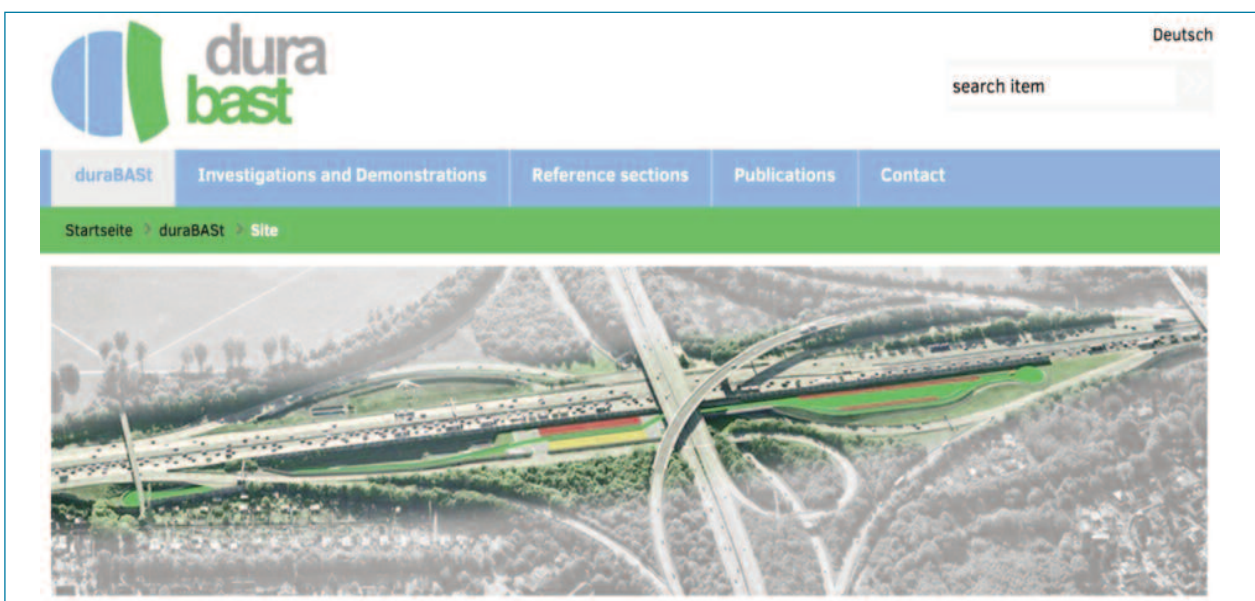 dura
bast
Deutsch
search item
duraBASt Investigations and Demonstrations Reference sections Publications Contact
Startseite > duraBASt > Site